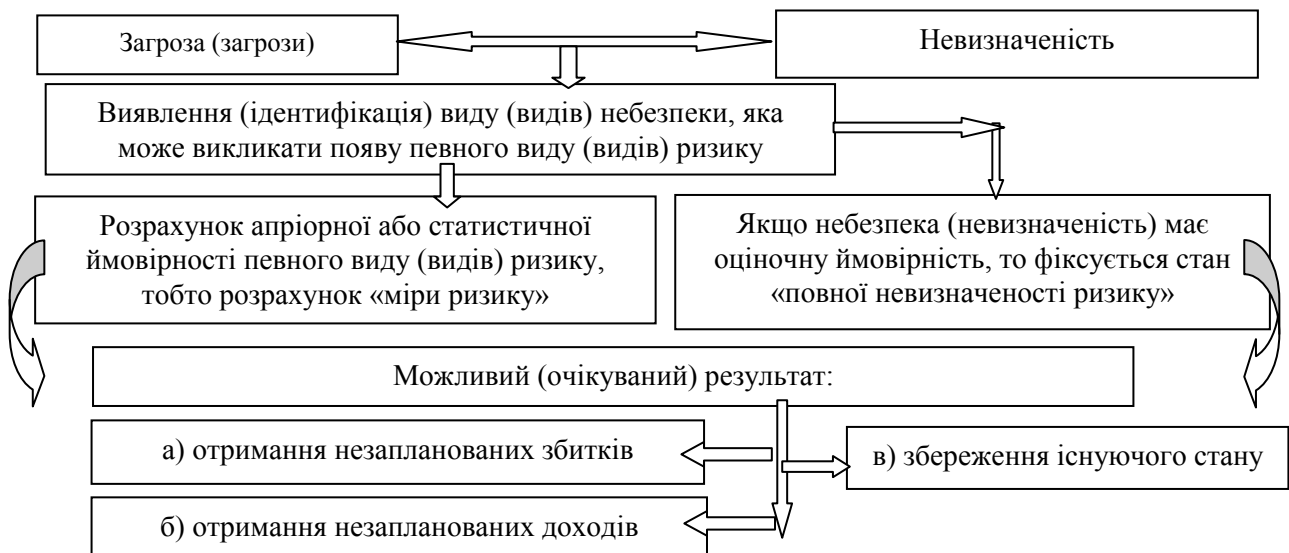 Загроза (загрози)
Невизначеність
Виявлення (ідентифікація) виду (видів) небезпеки, яка
може викликати появу певного виду (видів) ризику
Розрахунок апріорної або статистичної
ймовірності певного виду (видів) ризику,
тобто розрахунок «міри ризику»
Якщо небезпека (невизначеність) має
оціночну ймовірність, то фіксується стан
«повної невизначеності ризику»
Можливий (очікуваний) результат:
а) отримання незапланованих збитків
в) збереження існуючого стану
б) отримання незапланованих доходів